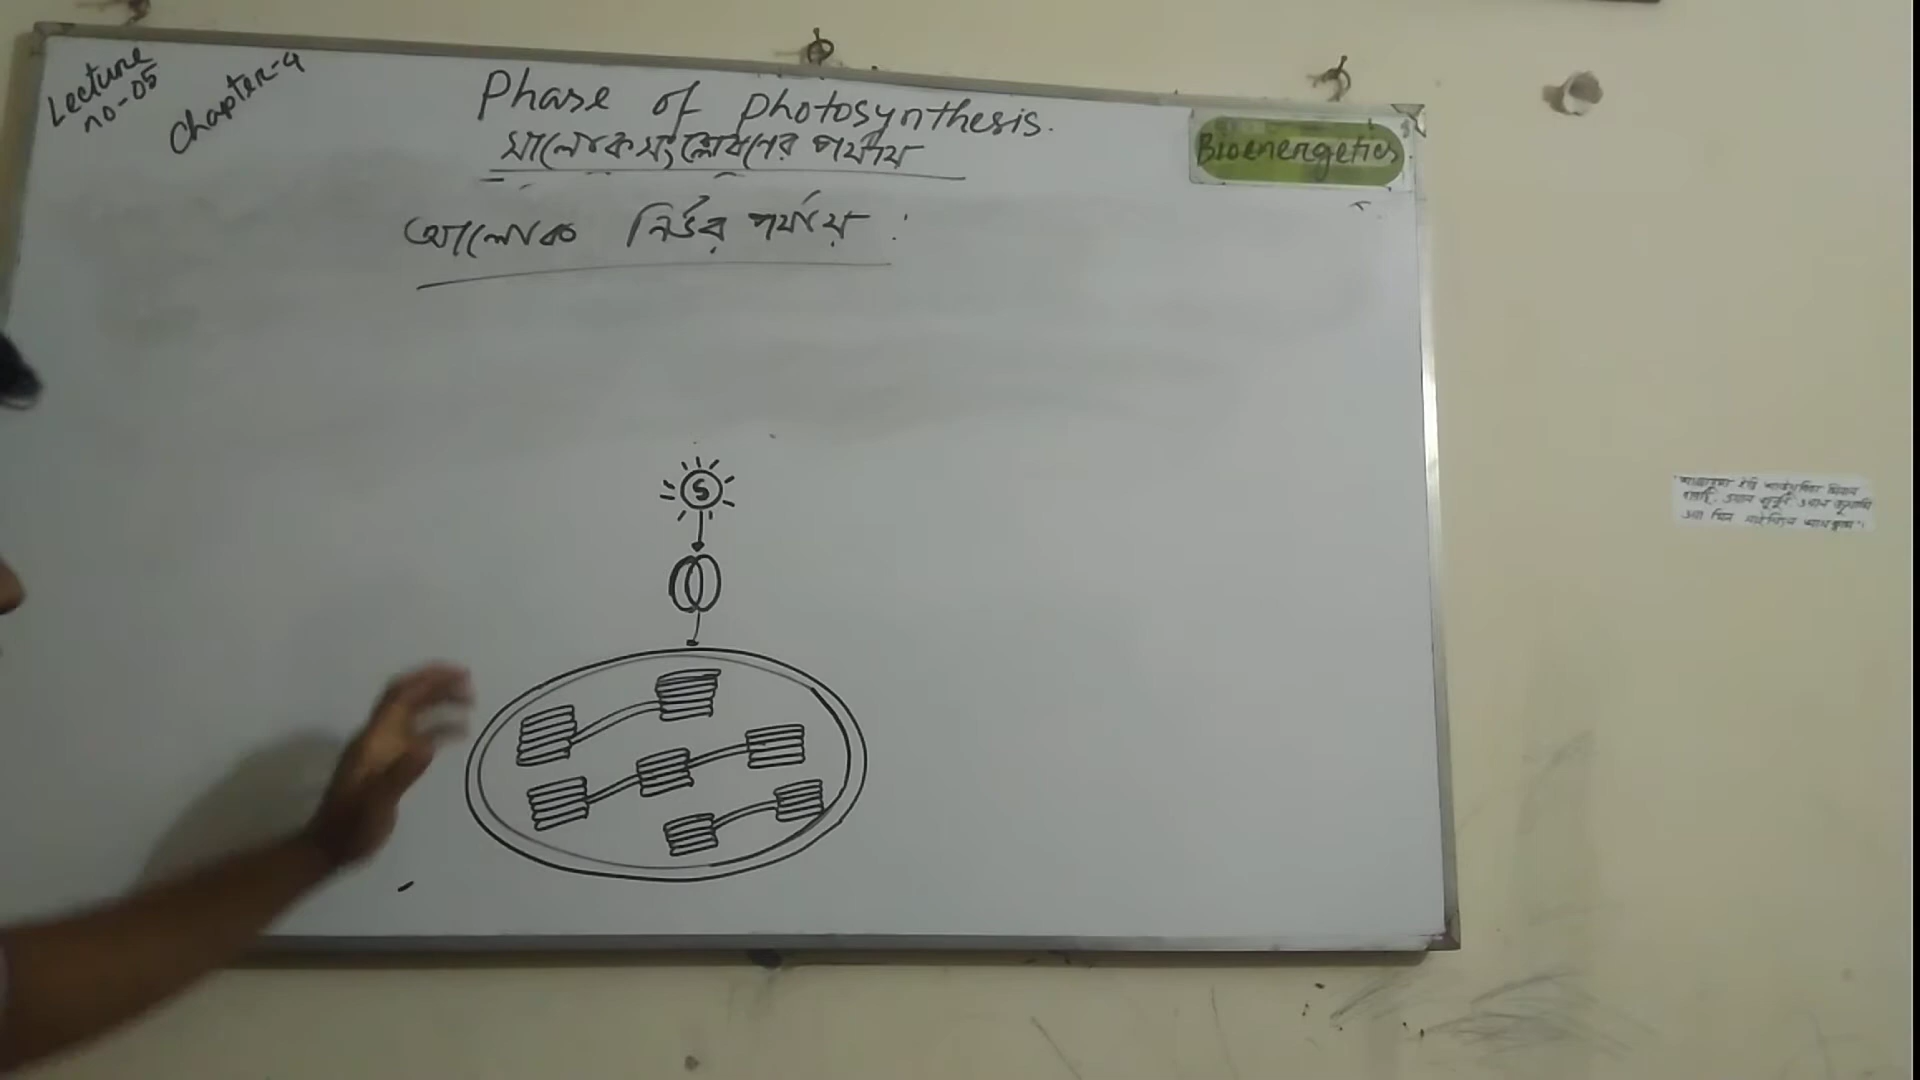 Lecture
no-05
Chapter-4
Phase of photosynthesis.
সালোকসংশ্লেষণের পর্যায়
Bioenergetics
আলোক নির্ভর পর্যায় :
S